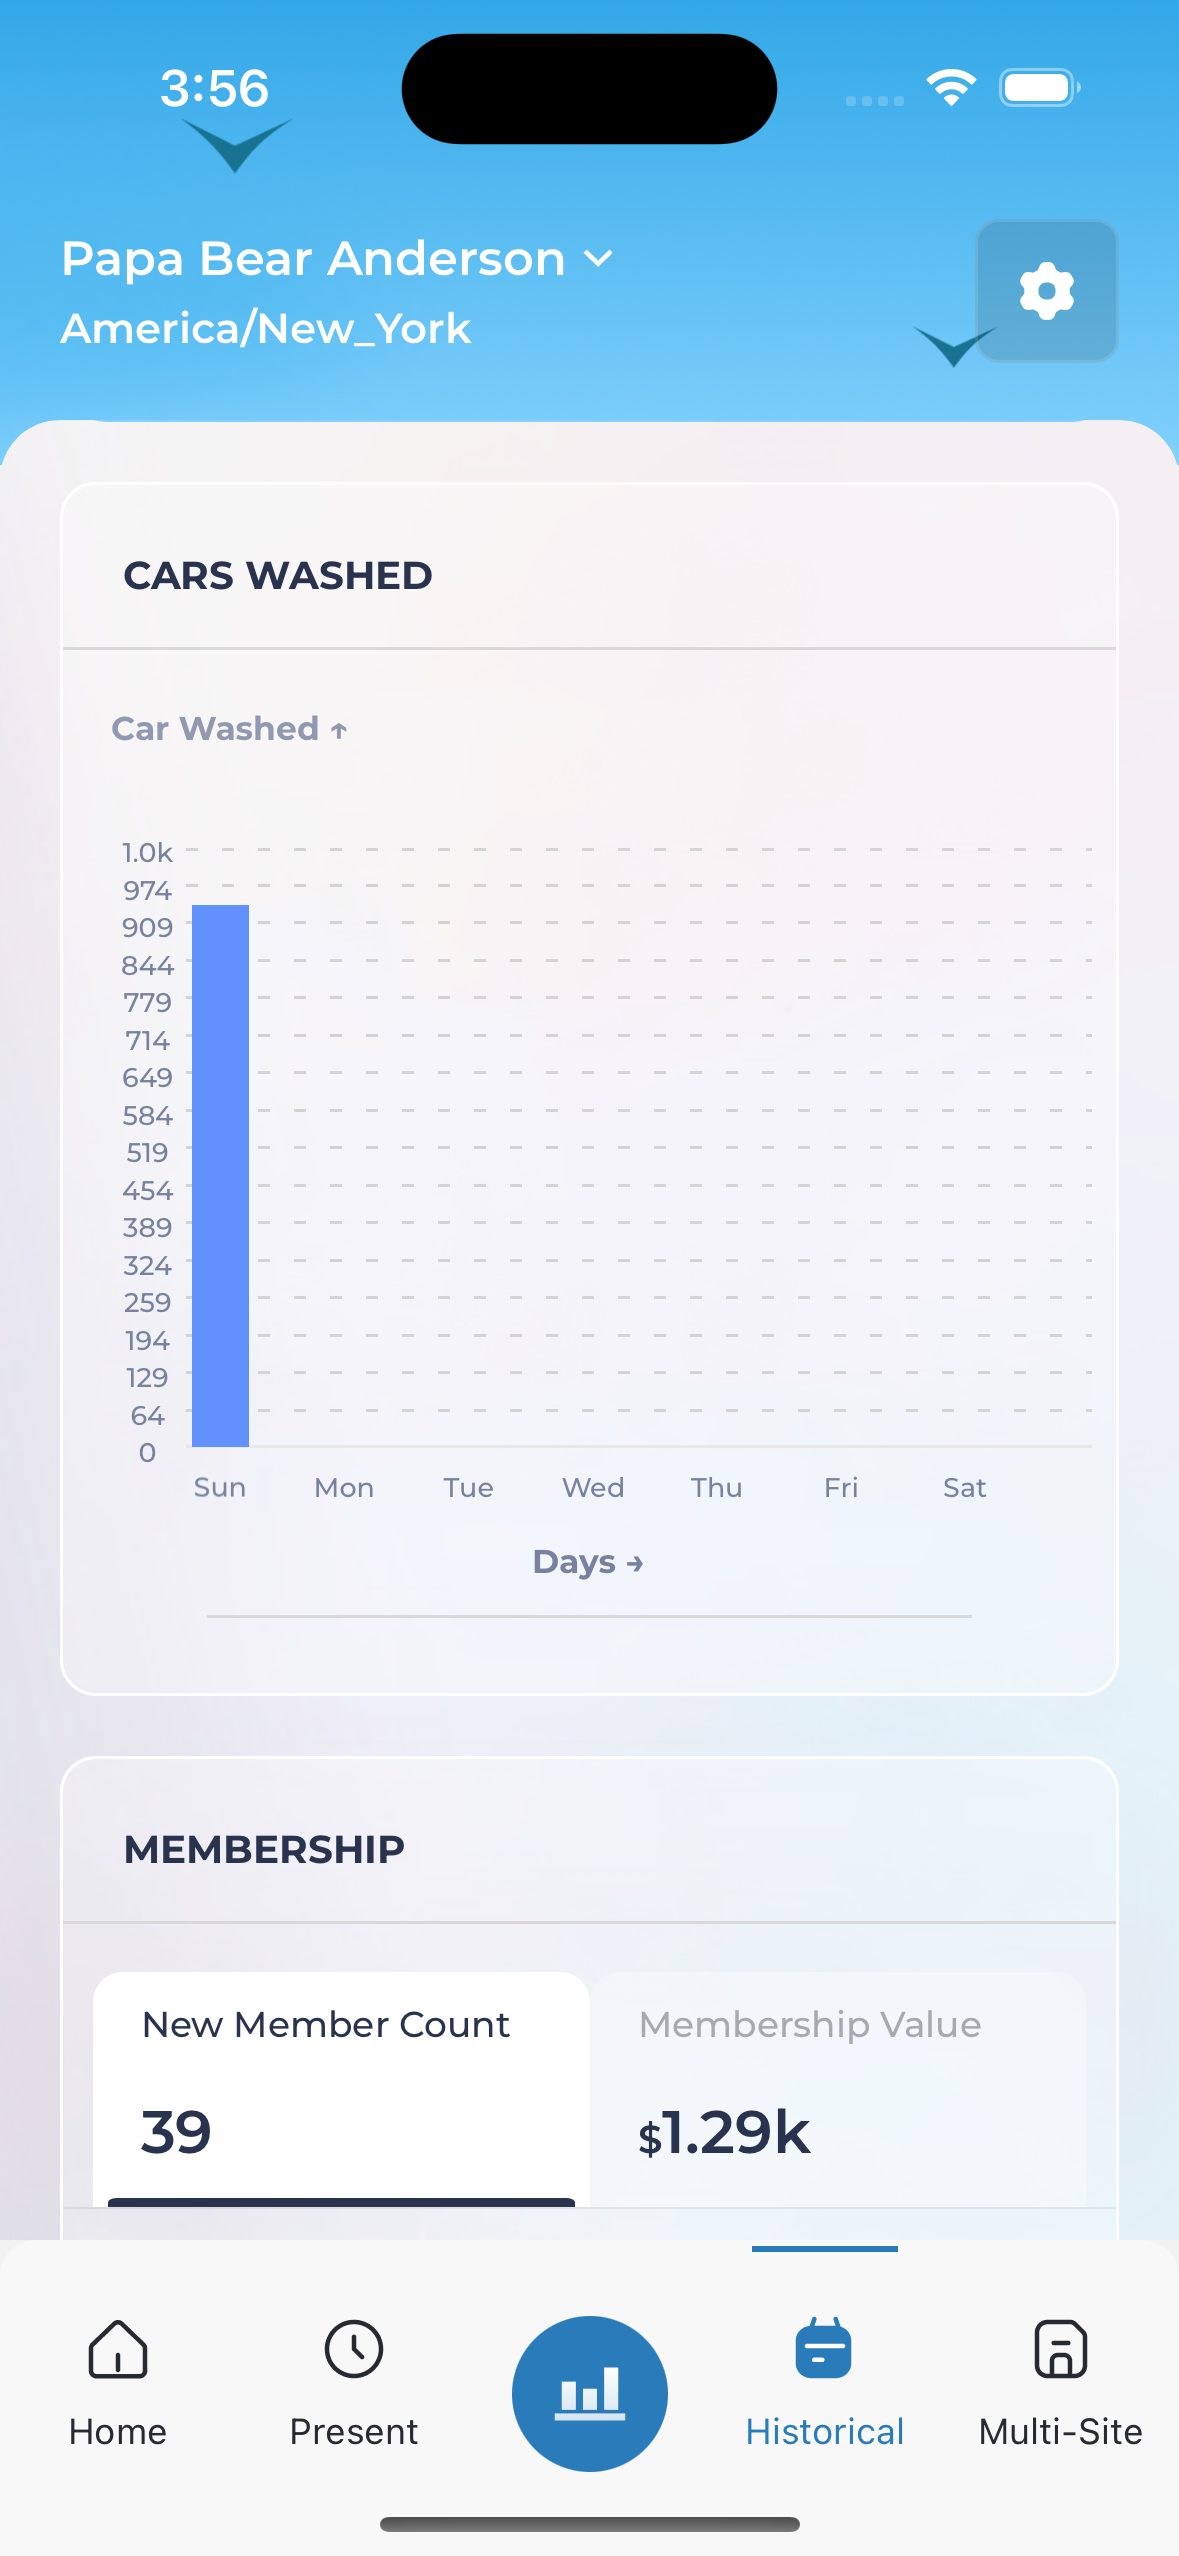 3:56
Papa Bear Anderson
America/New_York
CARS WASHED
Car Washed ↑
1.0k
974
909
844
779
714
649
584
519
454
389
324
259
194
129
64
0
Sun Mon Tue Wed Thu Fri Sat
Days →
MEMBERSHIP
New Member Count Membership Value
39 $1.29k
Home Present Historical Multi-Site